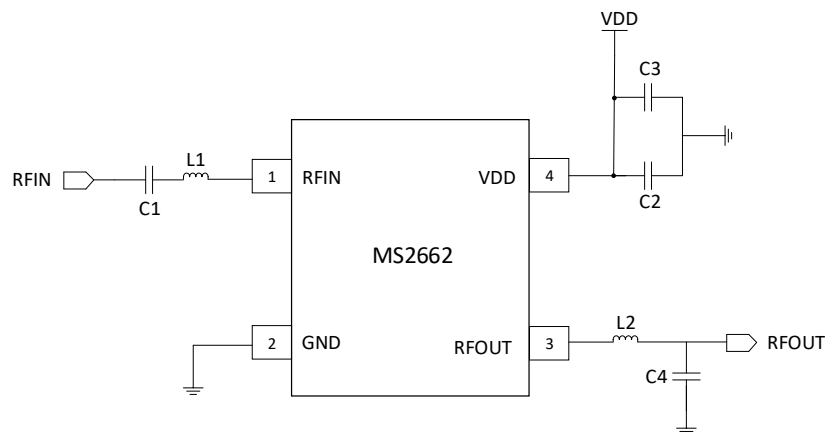 VDD
C3
L1
RFIN
1
RFIN
VDD
4
C1
C2
MS2662
L2
2
GND
RFOUT
3
RFOUT
C4